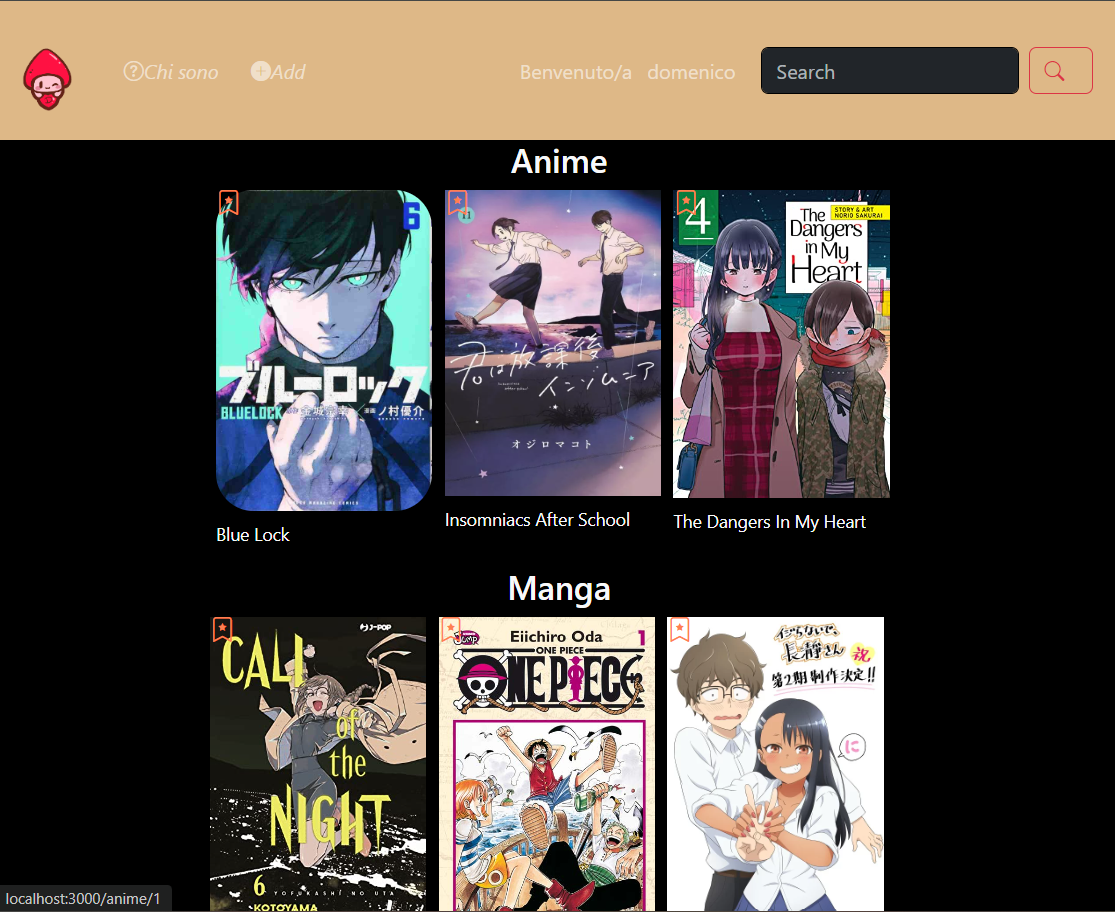 Chi sono
Add
Benvenuto/a domenico
Search
Anime
6
ブルーロック
BLUELOCK
ノ村優介
11
君は放課後
インソムニア
オジロマコト
4
STORY & ART
NORIO SAKURAI
The
Dangers
in My
Heart
Blue Lock
Insomniacs After School
The Dangers In My Heart
Manga
J-POP
CALL
of
the
NIGHT
6
YOFUKASHI NO UTA
KOTOYAMA
JUMP
Eiichiro Oda
1
ONE PIECE
ONE PIECE
イジらないで、
長瀞さん
祝
第2期制作決定!!
に
localhost:3000/anime/1